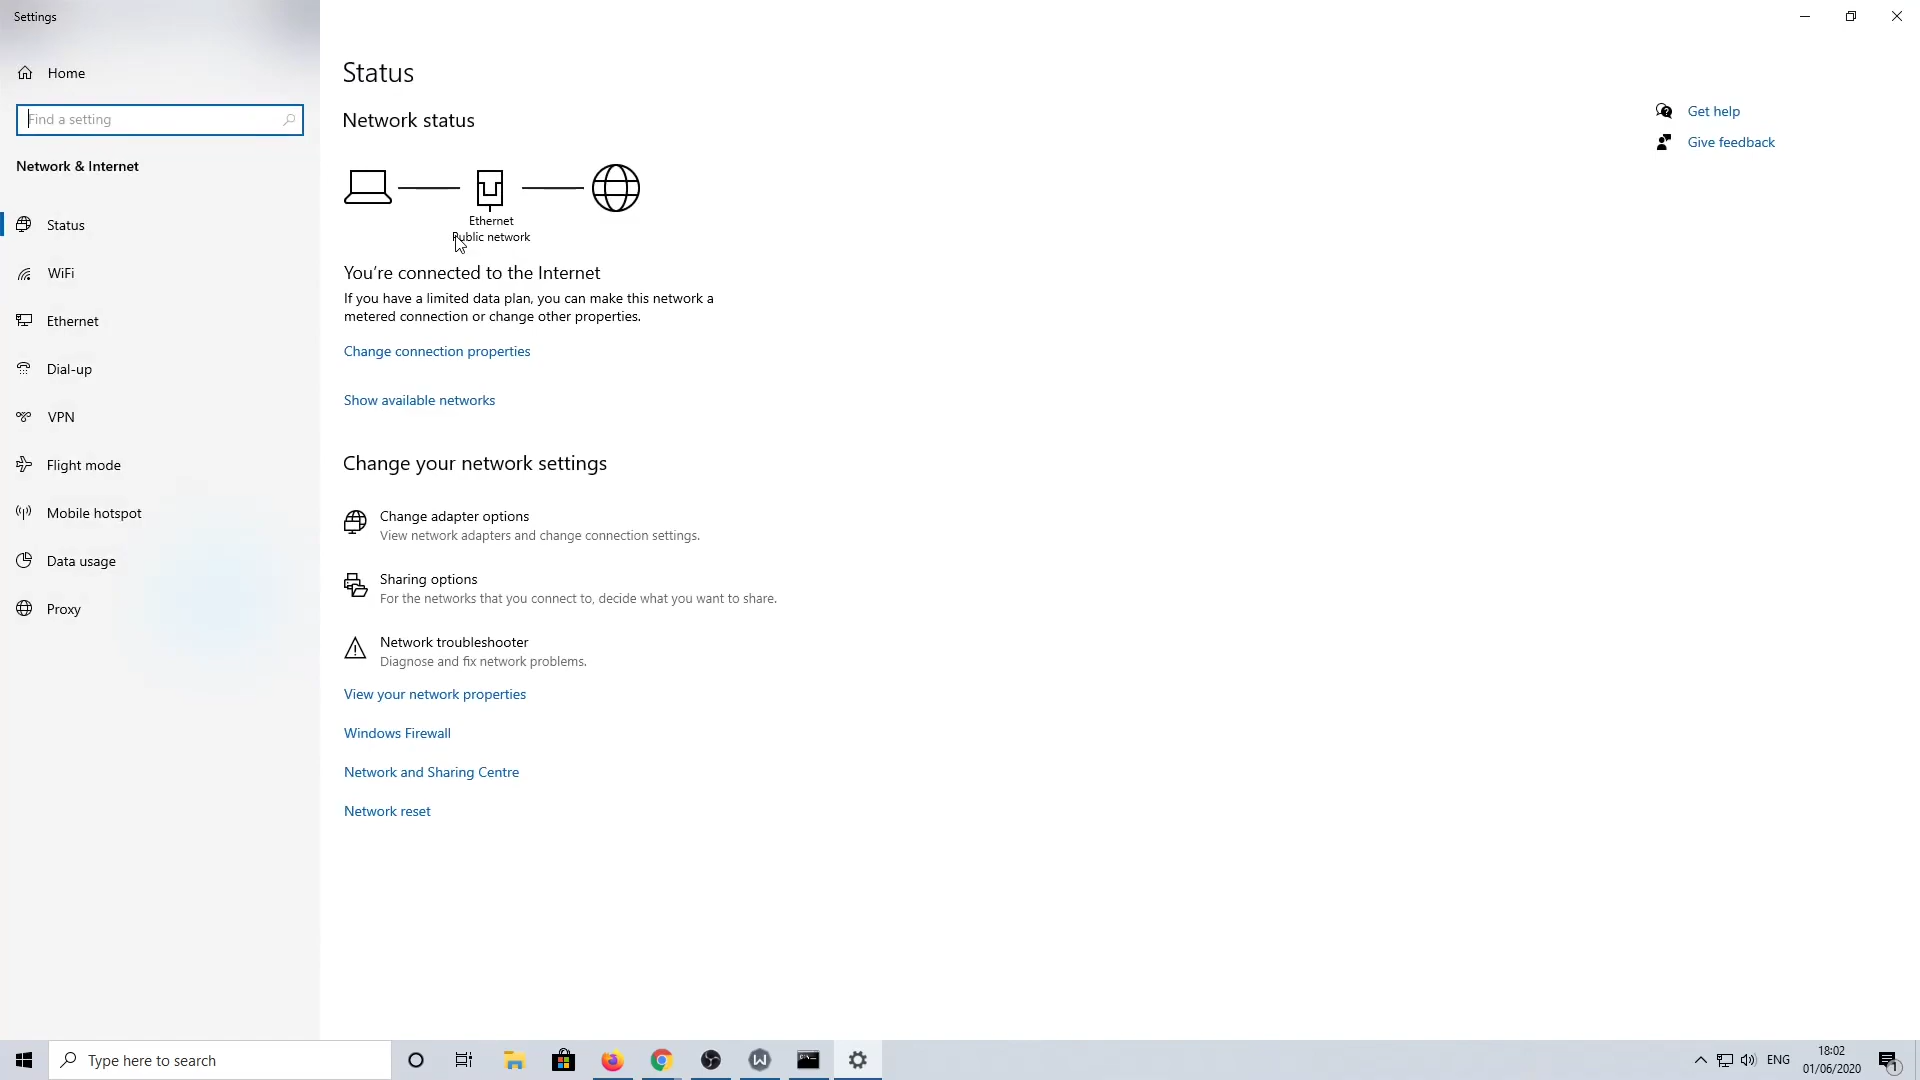 Settings
Home
Find a setting
Network & Internet
Status
WiFi
Ethernet
Dial-up
VPN
Flight mode
Mobile hotspot
Data usage
Proxy
Status
Network status
Ethernet
Public network
You're connected to the Internet
If you have a limited data plan, you can make this network a
metered connection or change other properties.
Change connection properties
Show available networks
Change your network settings
Change adapter options
View network adapters and change connection settings.
Sharing options
For the networks that you connect to, decide what you want to share.
Network troubleshooter
Diagnose and fix network problems.
View your network properties
Windows Firewall
Network and Sharing Centre
Network reset
Get help
Give feedback
Type here to search
ENG
18:02
01/06/2020
1